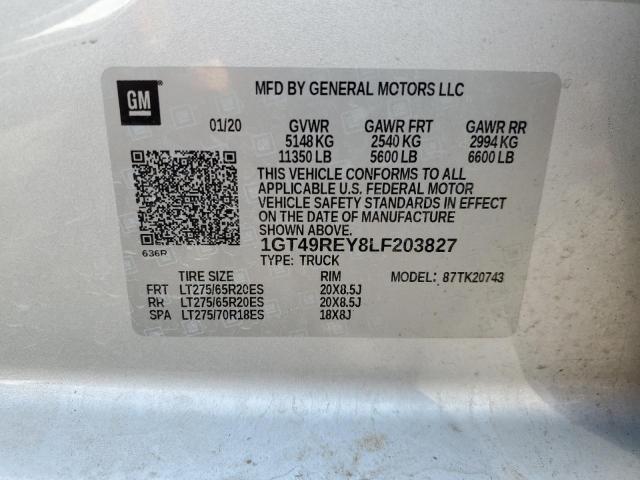 GM
MFD BY GENERAL MOTORS LLC
01/20 GVWR GAWR FRT GAWR RR
5148 KG 2540 KG 2994 KG
11350 LB 5600 LB 6600 LB
THIS VEHICLE CONFORMS TO ALL
APPLICABLE U.S. FEDERAL MOTOR
VEHICLE SAFETY STANDARDS IN EFFECT
ON THE DATE OF MANUFACTURE
SHOWN ABOVE.
636R
1GT49REY8LF203827
TYPE: TRUCK
TIRE SIZE RIM MODEL: 87TK20743
FRT LT275/65R20ES 20X8.5J
RR LT275/65R20ES 20X8.5J
SPA LT275/70R18ES 18X8J